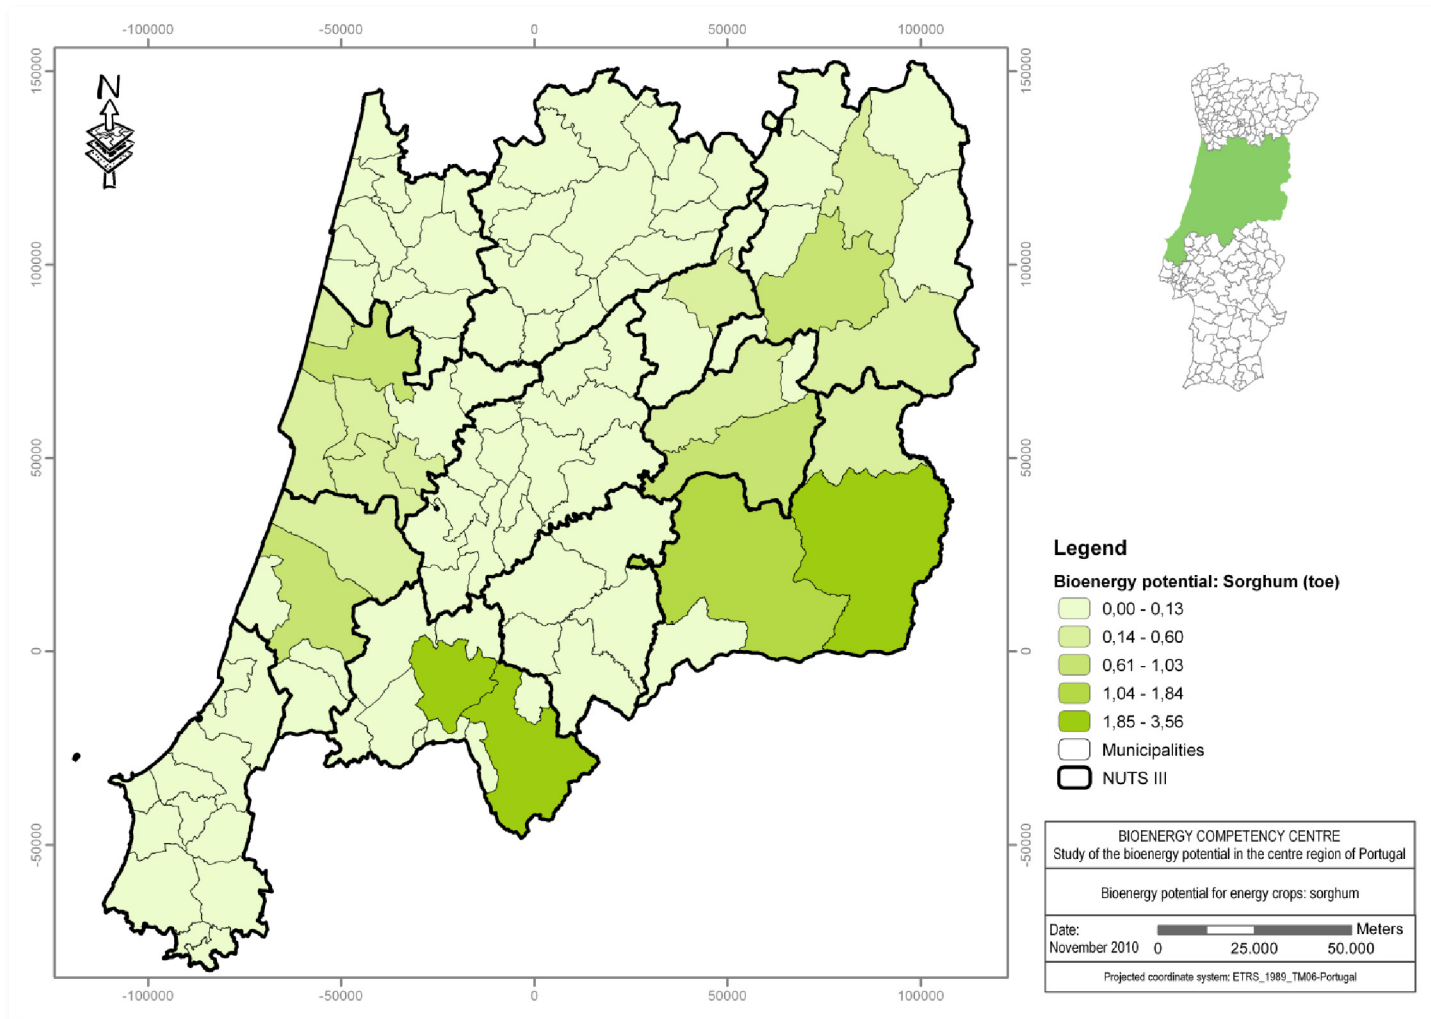 -100000 -50000 0 50000 100000
150000
100000
50000
0
-50000
N
150000
100000
50000
0
-50000
-100000 -50000 0 50000 100000
Legend
Bioenergy potential: Sorghum (toe)
0,00 - 0,13
0,14 - 0,60
0,61 - 1,03
1,04 - 1,84
1,85 - 3,56
Municipalities
NUTS III
BIOENERGY COMPETENCY CENTRE
Study of the bioenergy potential in the centre region of Portugal
Bioenergy potential for energy crops: sorghum
Date:
November 2010
Meters
0 25.000 50.000
Projected coordinate system: ETRS_1989_TM06-Portugal